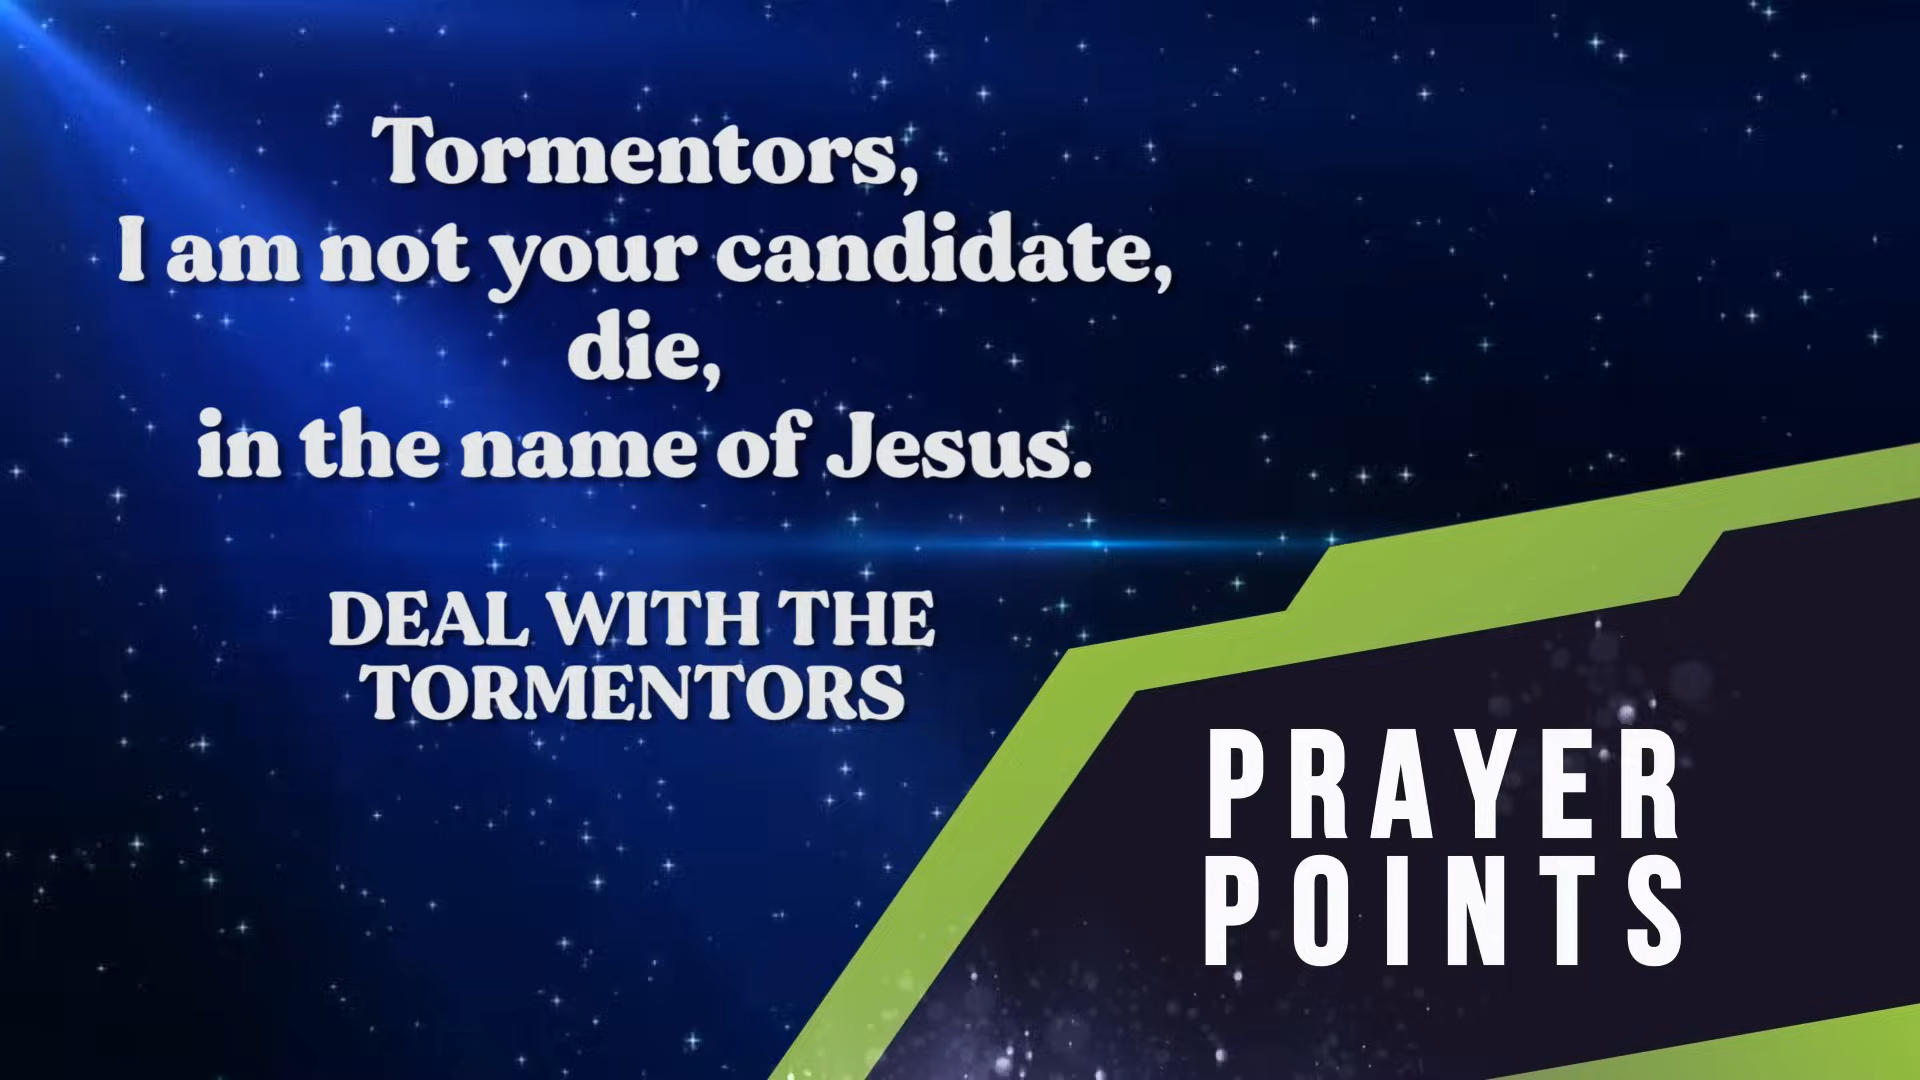 Tormentors,
I am not your candidate,
die,
in the name of Jesus.
DEAL WITH THE
TORMENTORS
PRAYER
POINTS